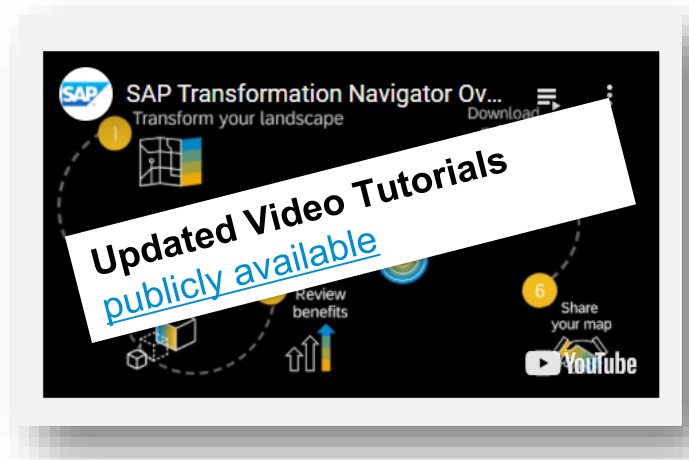 SAP
SAP Transformation Navigator Ov...
1
Transform your landscape
Download
Updated Video Tutorials
publicly available
Review
benefits
6
Share
your map
YouTube